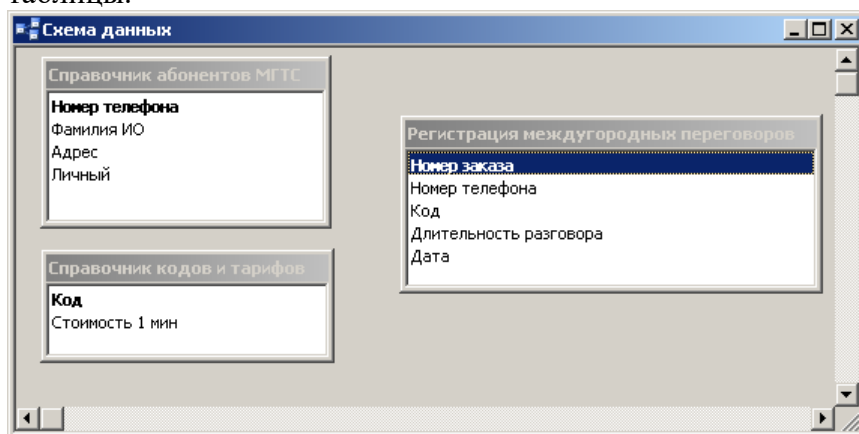 таблицы.
Схема данных
Справочник абонентов МГТС
Номер телефона
Фамилия ИО
Адрес
Личный
Регистрация междугородных переговоров
Номер заказа
Номер телефона
Код
Длительность разговора
Дата
Справочник кодов и тарифов
Код
Стоимость 1 мин